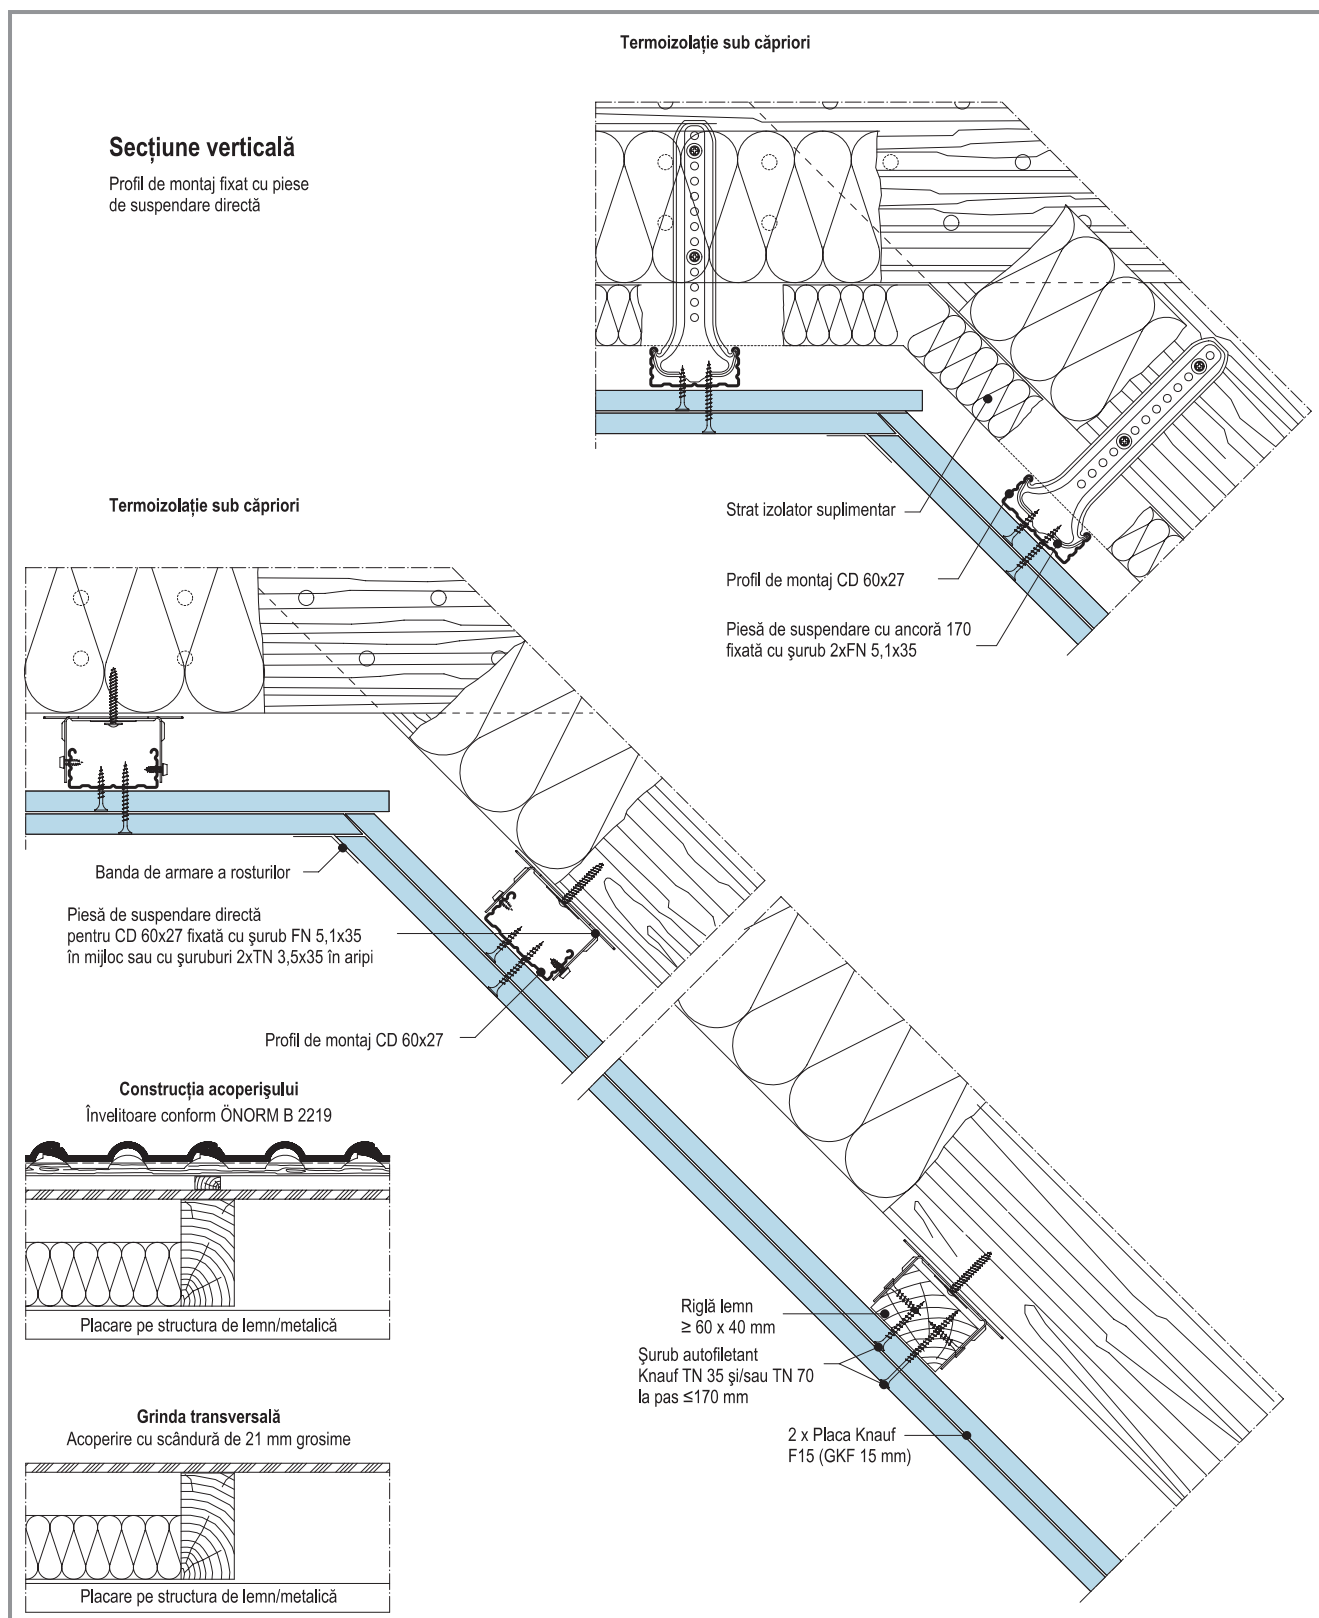 Termoizolație sub căpriori
Secțiune verticală
Profil de montaj fixat cu piese
de suspendare directă
Strat izolator suplimentar
Profil de montaj CD 60x27
Piesă de suspendare cu ancoră 170
fixată cu şurub 2xFN 5,1x35
Termoizolație sub căpriori
Banda de armare a rosturilor
Piesă de suspendare directă
pentru CD 60x27 fixată cu şurub FN 5,1x35
în mijloc sau cu şuruburi 2xTN 3,5x35 în aripi
Profil de montaj CD 60x27
Construcția acoperişului
Învelitoare conform ÖNORM B 2219
Placare pe structura de lemn/metalică
Riglă lemn
≥ 60 x 40 mm
Şurub autofiletant
Knauf TN 35 şi/sau TN 70
la pas ≤170 mm
2 x Placa Knauf
F15 (GKF 15 mm)
Grinda transversală
Acoperire cu scândură de 21 mm grosime
Placare pe structura de lemn/metalică